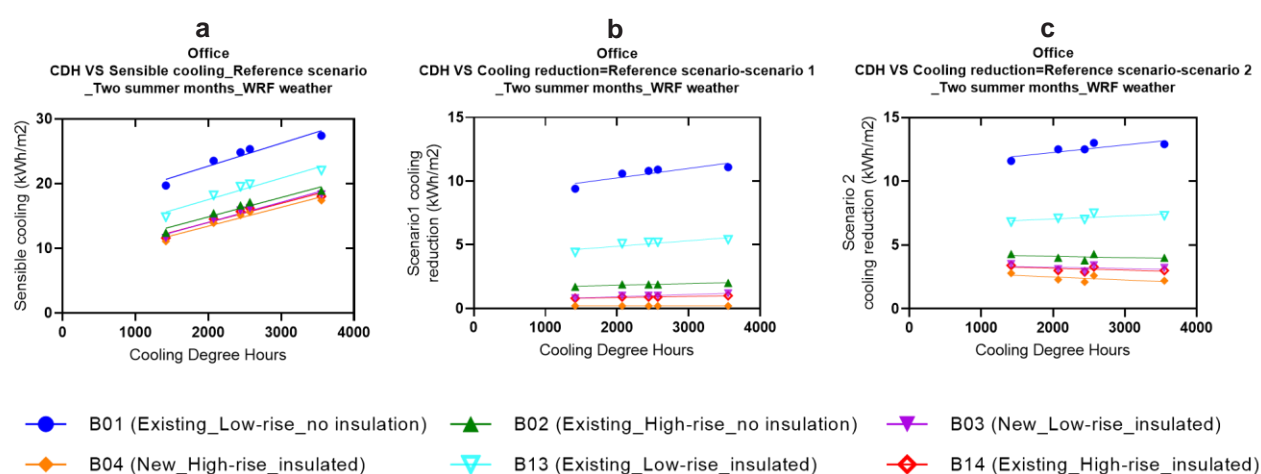 a
Office
CDH VS Sensible cooling_Reference scenario
_Two summer months_WRF weather
Sensible cooling (kWh/m2)
30
20
10
0
0 1000 2000 3000 4000
Cooling Degree Hours
b
Office
CDH VS Cooling reduction=Reference scenario-scenario 1
_Two summer months_WRF weather
Scenario1 cooling
reduction (kWh/m2)
15
10
5
0
0 1000 2000 3000 4000
Cooling Degree Hours
c
Office
CDH VS Cooling reduction=Reference scenario-scenario 2
_Two summer months_WRF weather
Scenario 2
cooling reduction (kWh/m2)
15
10
5
0
0 1000 2000 3000 4000
Cooling Degree Hours
B01 (Existing_Low-rise_no insulation)
B02 (Existing_High-rise_no insulation)
B03 (New_Low-rise_insulated)
B04 (New_High-rise_insulated)
B13 (Existing_Low-rise_insulated)
B14 (Existing_High-rise_insulated)